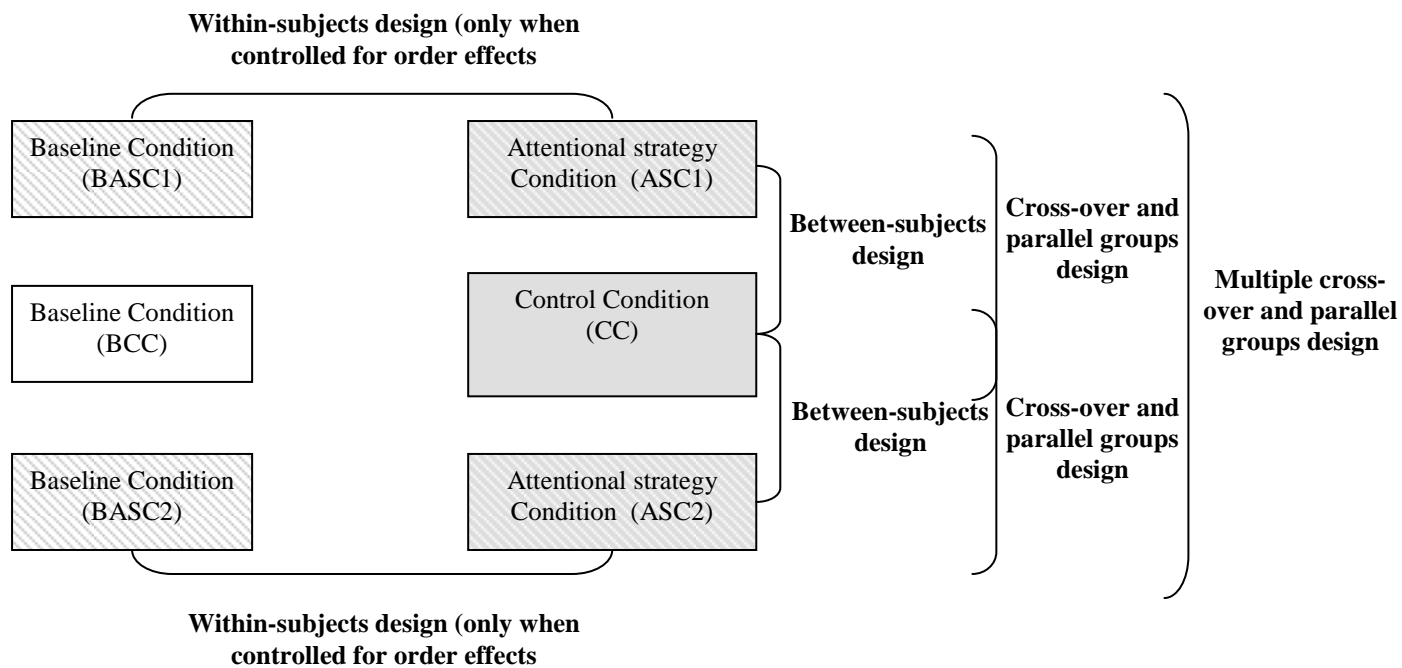 Within-subjects design (only when
controlled for order effects
Baseline Condition
(BASC1)
Attentional strategy
Condition (ASC1)
Between-subjects
design
Cross-over and
parallel groups
design
Multiple cross-
over and parallel
groups design
Baseline Condition
(BCC)
Control Condition
(CC)
Between-subjects
design
Cross-over and
parallel groups
design
Baseline Condition
(BASC2)
Attentional strategy
Condition (ASC2)
Within-subjects design (only when
controlled for order effects